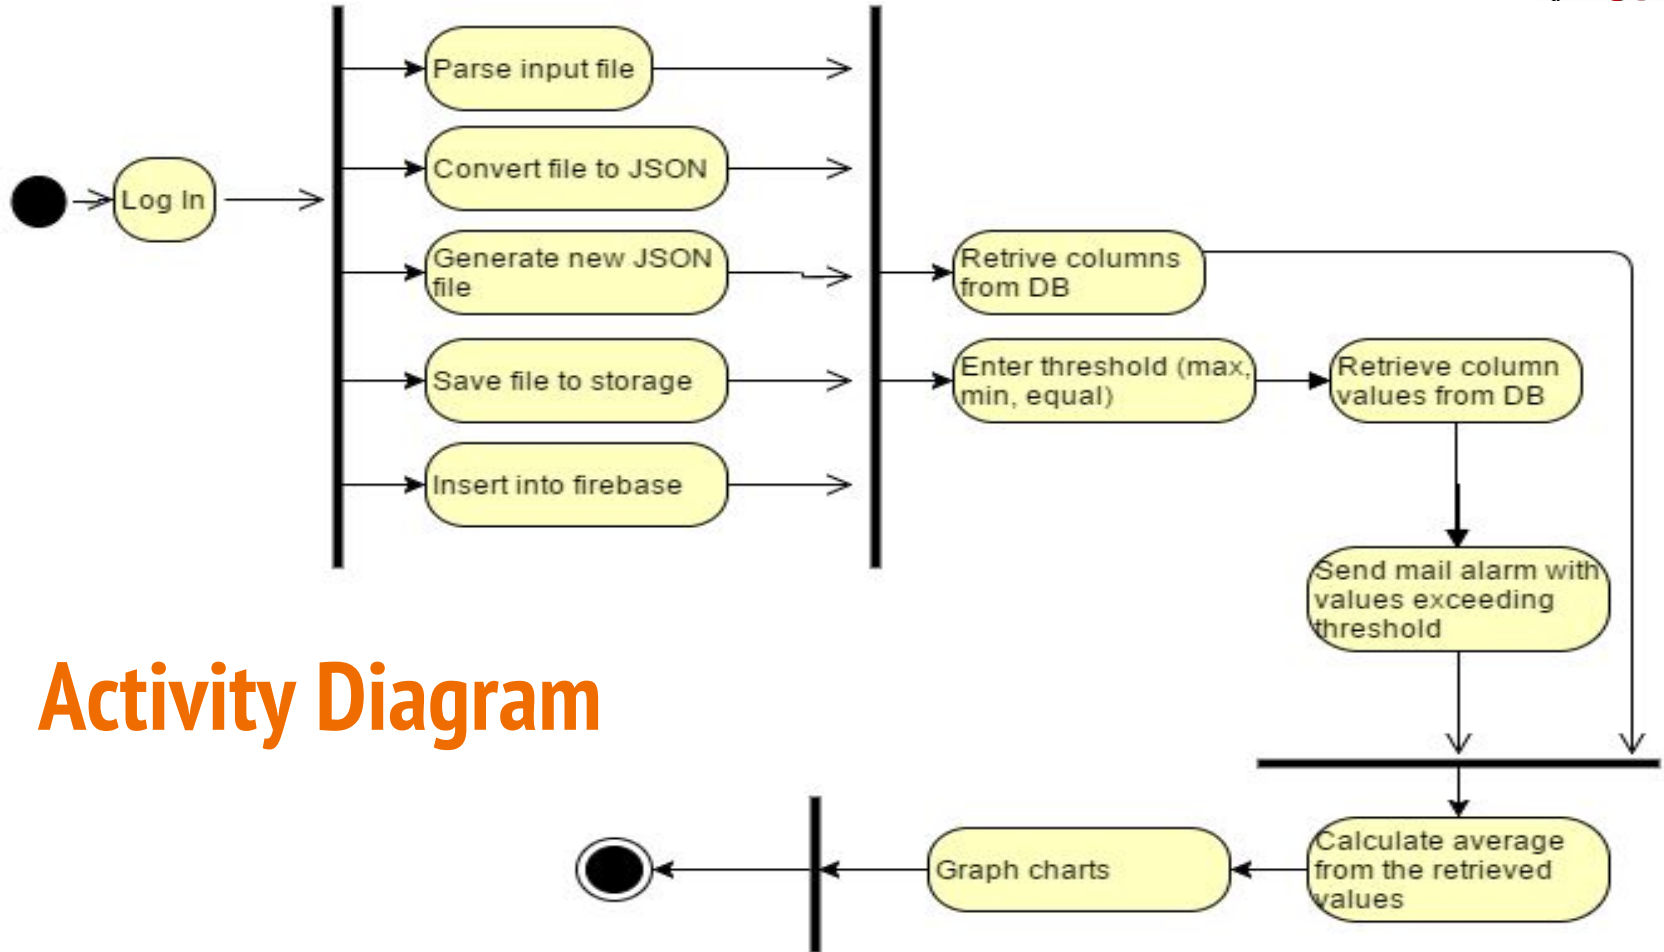 Parse input file
Convert file to JSON
Log In
Generate new JSON
file
Retrive columns
from DB
Save file to storage
Enter threshold (max,
min, equal)
Retrieve column
values from DB
Insert into firebase
Send mail alarm with
values exceeding
threshold
Activity Diagram
Calculate average
from the retrieved
values
Graph charts